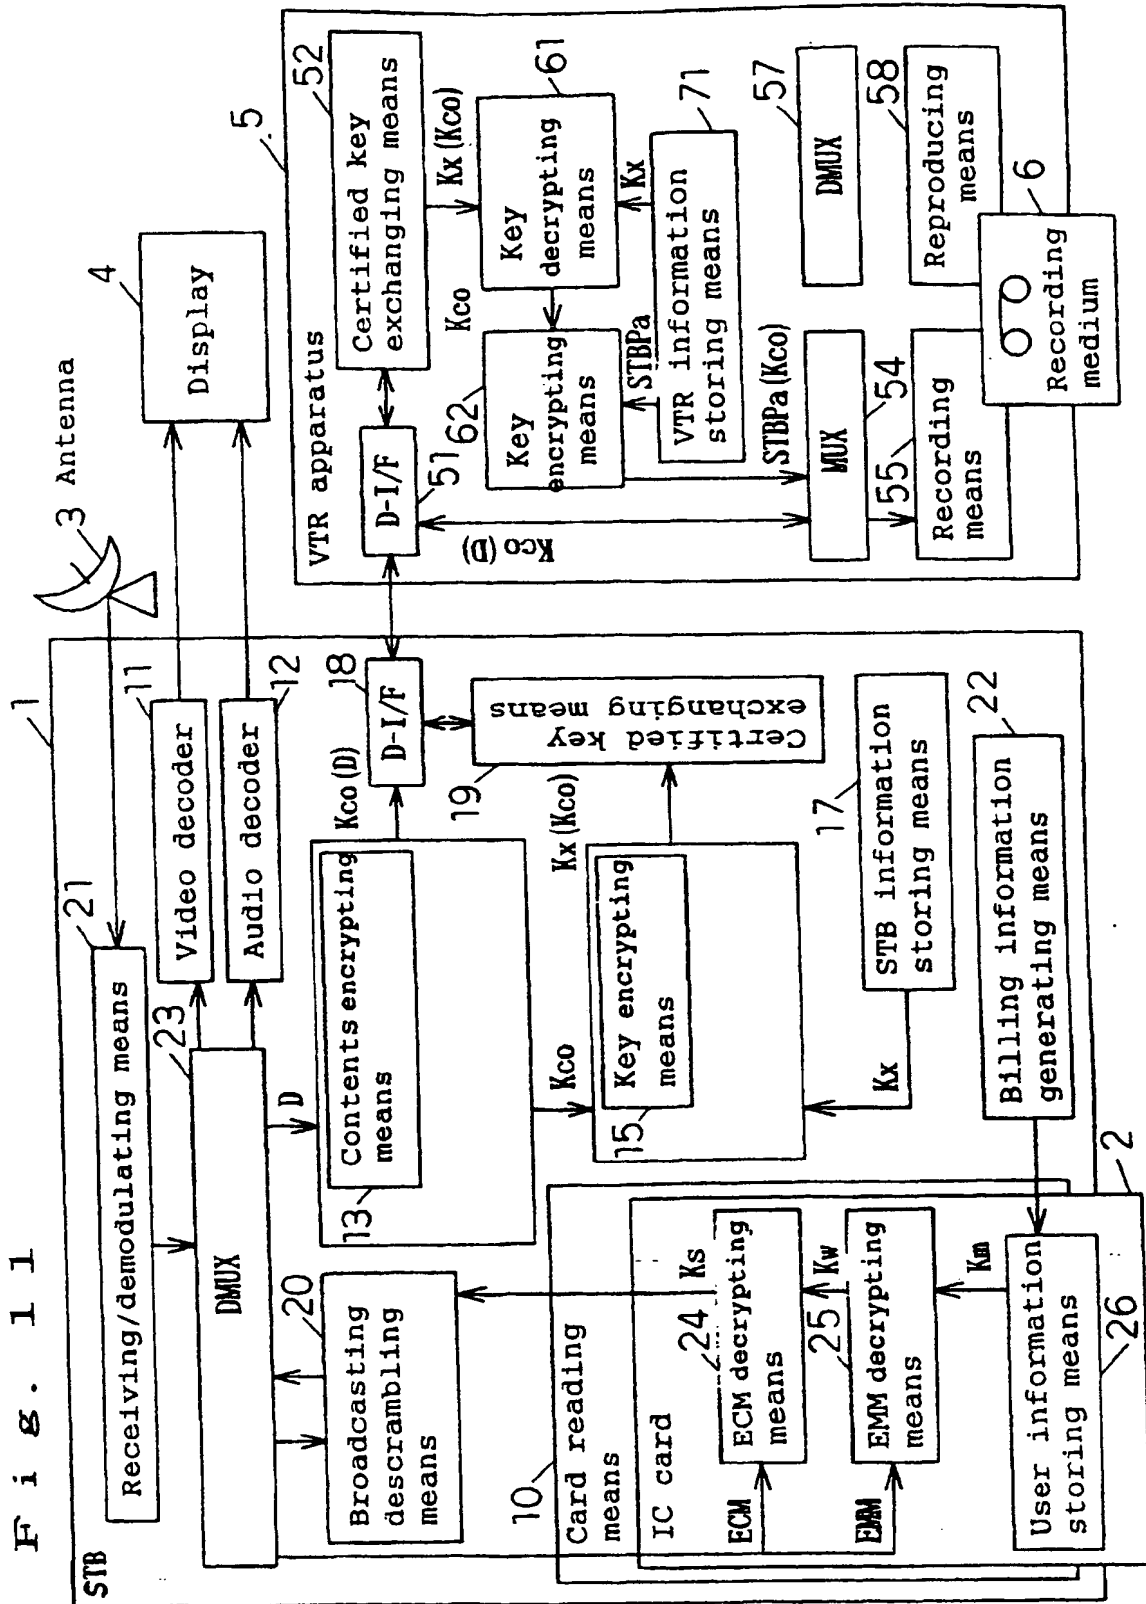 Fig. 11
STB
1
Receiving/demodulating means
21
Antenna
3
Display
4
Video decoder
11
Audio decoder
12
DMUX
23
D
Broadcasting
descrambling
means
20
Contents encrypting
means
13
Kco(D)
D-I/F
18
Kco
Key encrypting
means
15
Kx(Kco)
Certified key
exchanging means
19
Kx
STB information
storing means
17
Billing information
generating means
22
Card reading
means
10
IC card
2
Ks
ECM
ECM decrypting
means
24
Kw
EMM
EMM decrypting
means
25
Km
User information
storing means
26
VTR apparatus
5
D-I/F
51
Certified key
exchanging means
52
Kx(Kco)
Kco
Key
decrypting
means
61
Key
encrypting
means
62
Kx
STBPa
VTR information
storing means
71
Kco(D)
STBPa(Kco)
MUX
54
DMUX
57
Recording
means
55
Reproducing
means
58
Recording
medium
6